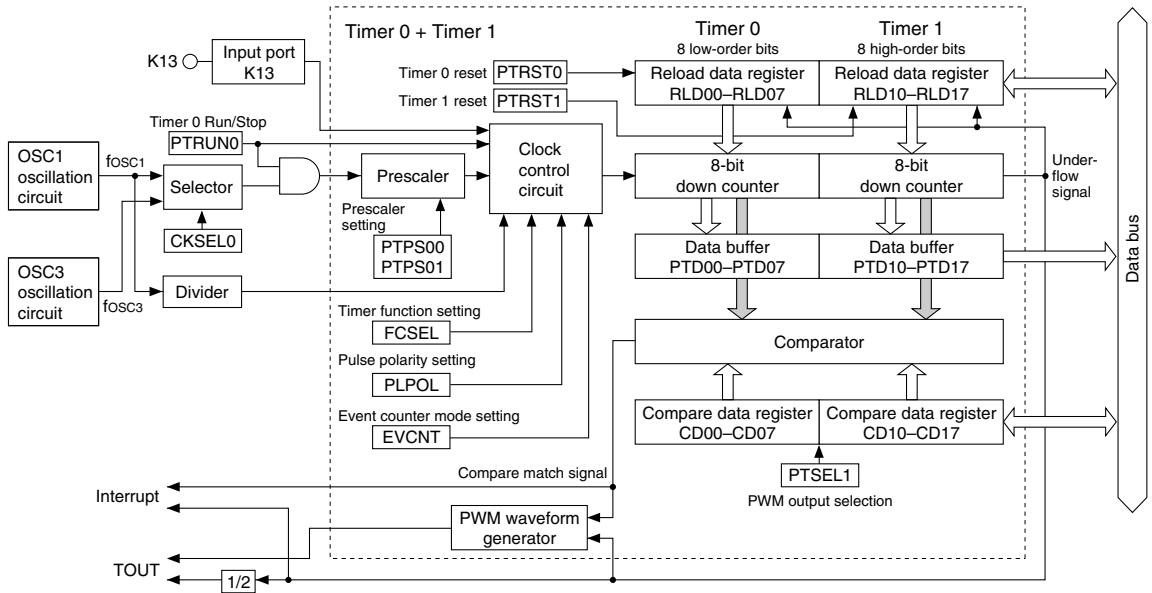 Timer 0 + Timer 1
Timer 0
8 low-order bits
Timer 1
8 high-order bits
K13
Input port
K13
Timer 0 reset
PTRST0
Timer 1 reset
PTRST1
Reload data register
RLD00–RLD07
Reload data register
RLD10–RLD17
Timer 0 Run/Stop
PTRUN0
OSC1
oscillation
circuit
fOSC1
Selector
CKSEL0
Prescaler
Prescaler
setting
PTPS00
PTPS01
Clock
control
circuit
8-bit
down counter
8-bit
down counter
Under-
flow
signal
Data bus
OSC3
oscillation
circuit
fOSC3
Divider
Data buffer
PTD00–PTD07
Data buffer
PTD10–PTD17
Timer function setting
FCSEL
Comparator
Pulse polarity setting
PLPOL
Event counter mode setting
EVCNT
Compare data register
CD00–CD07
Compare data register
CD10–CD17
PTSEL1
PWM output selection
Compare match signal
Interrupt
PWM waveform
generator
TOUT
1/2